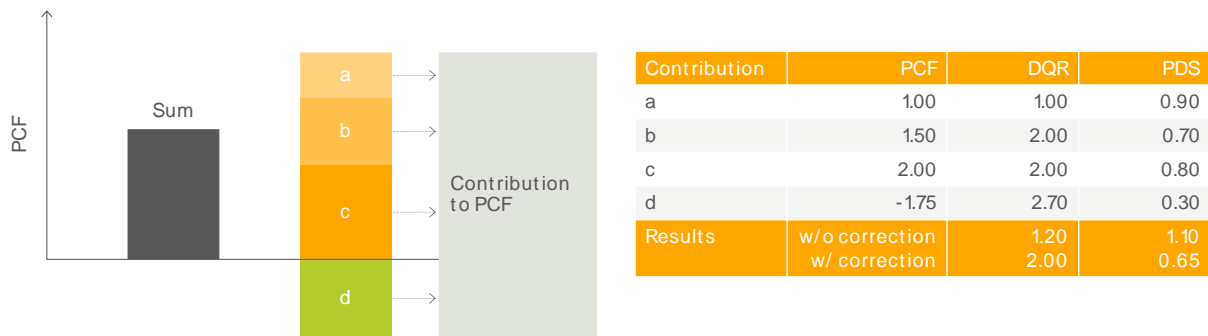 PCF
Sum
a
b
c
d
Contribution
to PCF
Contribution PCF DQR PDS
a 1.00 1.00 0.90
b 1.50 2.00 0.70
c 2.00 2.00 0.80
d -1.75 2.70 0.30
Results w/o correction 1.20 1.10
w/ correction 2.00 0.65